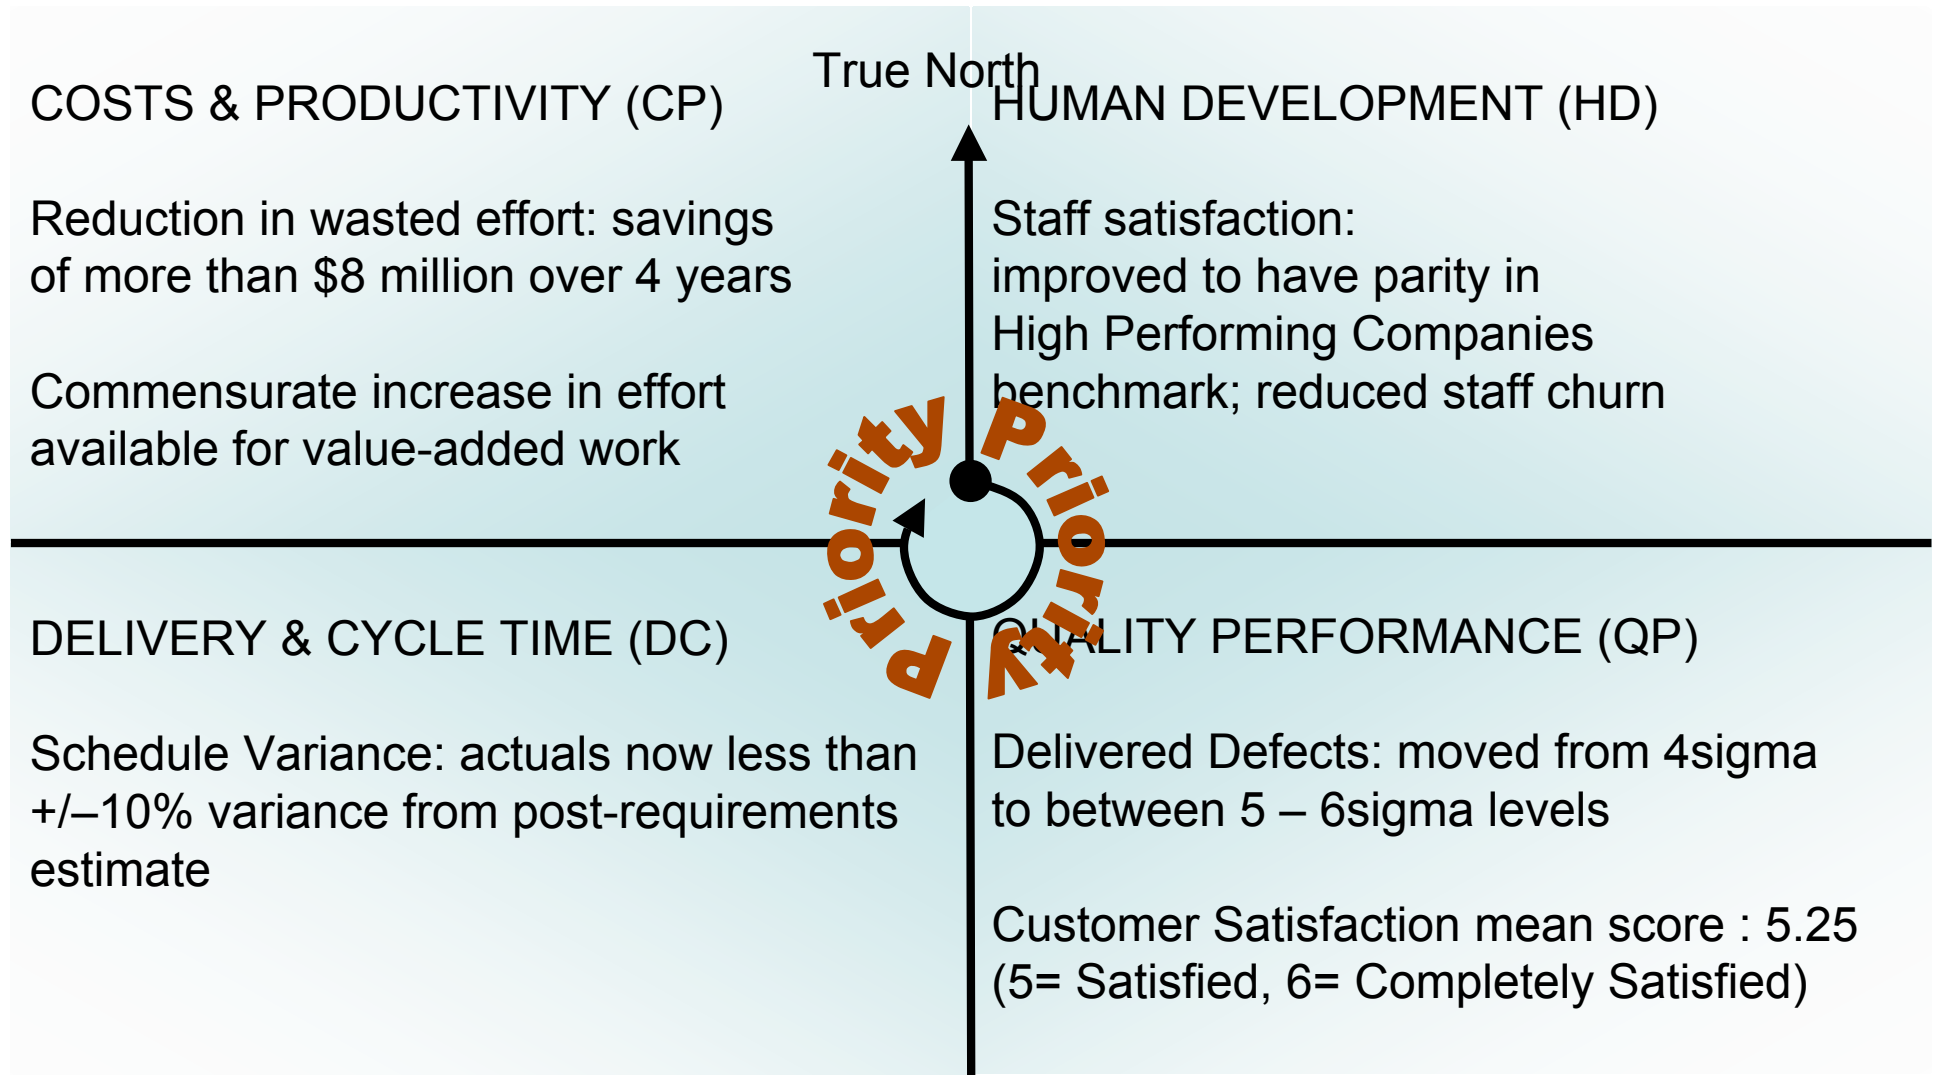 True North
COSTS & PRODUCTIVITY (CP)
Reduction in wasted effort: savings
of more than $8 million over 4 years
Commensurate increase in effort
available for value-added work
HUMAN DEVELOPMENT (HD)
Staff satisfaction:
improved to have parity in
High Performing Companies
benchmark; reduced staff churn
Priority Priority
DELIVERY & CYCLE TIME (DC)
Schedule Variance: actuals now less than
+/–10% variance from post-requirements
estimate
QUALITY PERFORMANCE (QP)
Delivered Defects: moved from 4sigma
to between 5 – 6sigma levels
Customer Satisfaction mean score : 5.25
(5= Satisfied, 6= Completely Satisfied)